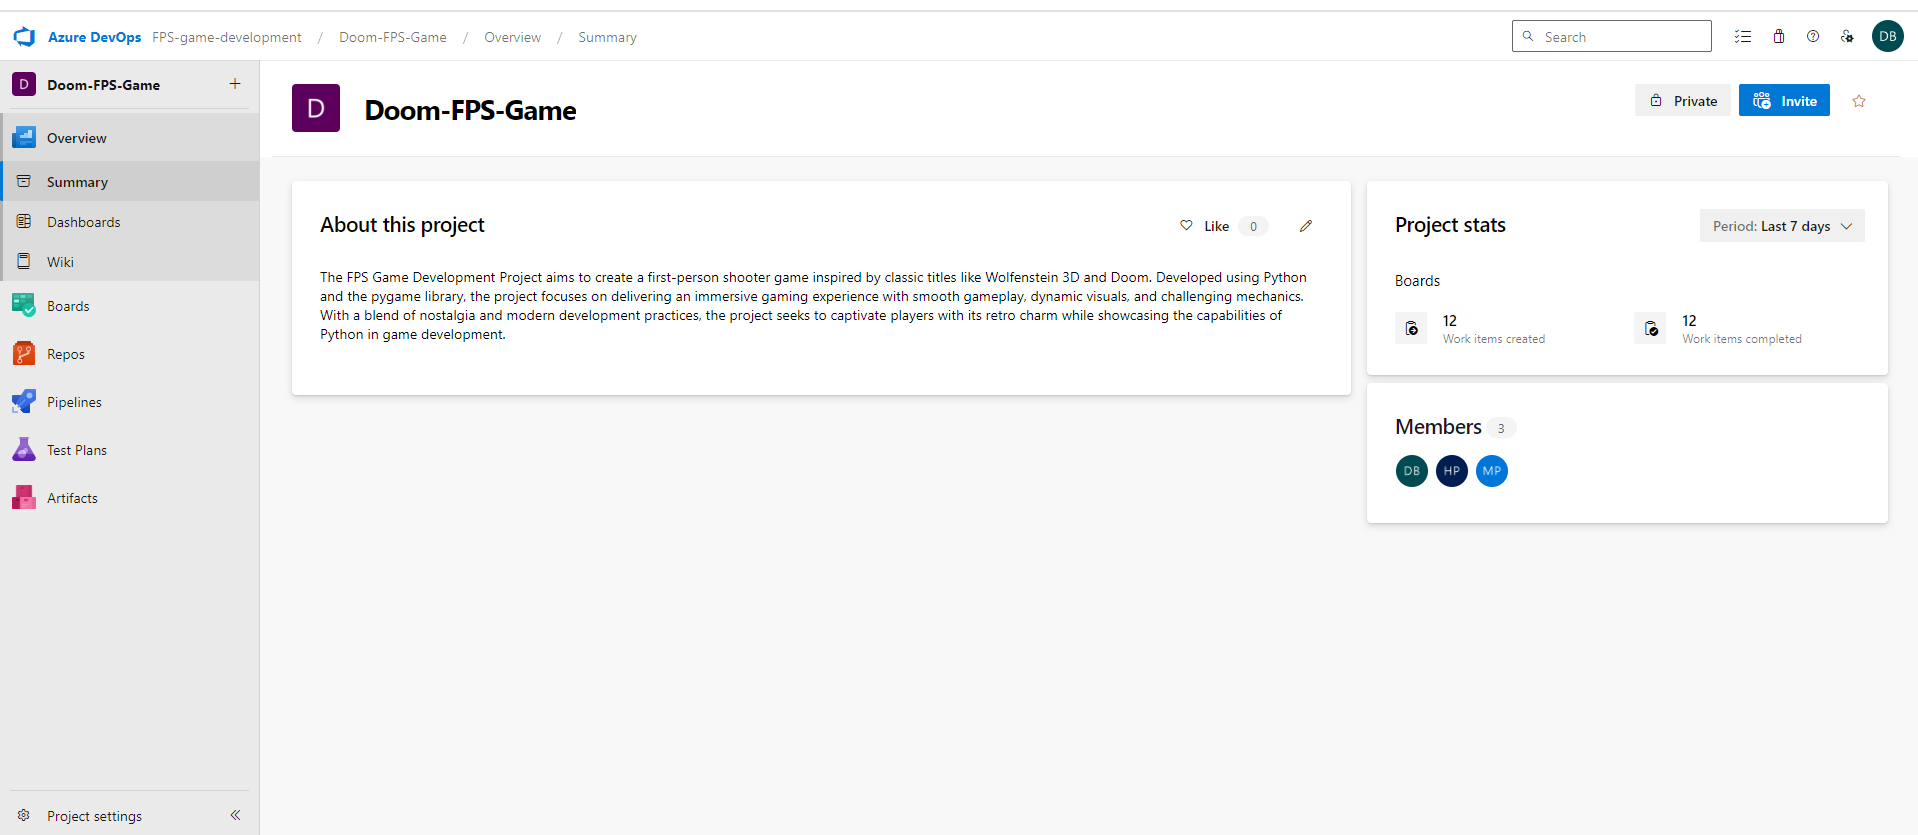 Azure DevOps FPS-game-development / Doom-FPS-Game / Overview / Summary
Search
DB
D Doom-FPS-Game +
Overview
Summary
Dashboards
Wiki
Boards
Repos
Pipelines
Test Plans
Artifacts
Project settings
D Doom-FPS-Game
Private
Invite
About this project
Like 0
The FPS Game Development Project aims to create a first-person shooter game inspired by classic titles like Wolfenstein 3D and Doom. Developed using Python
and the pygame library, the project focuses on delivering an immersive gaming experience with smooth gameplay, dynamic visuals, and challenging mechanics.
With a blend of nostalgia and modern development practices, the project seeks to captivate players with its retro charm while showcasing the capabilities of
Python in game development.
Project stats
Period: Last 7 days
Boards
12
Work items created
12
Work items completed
Members 3
DB HP MP